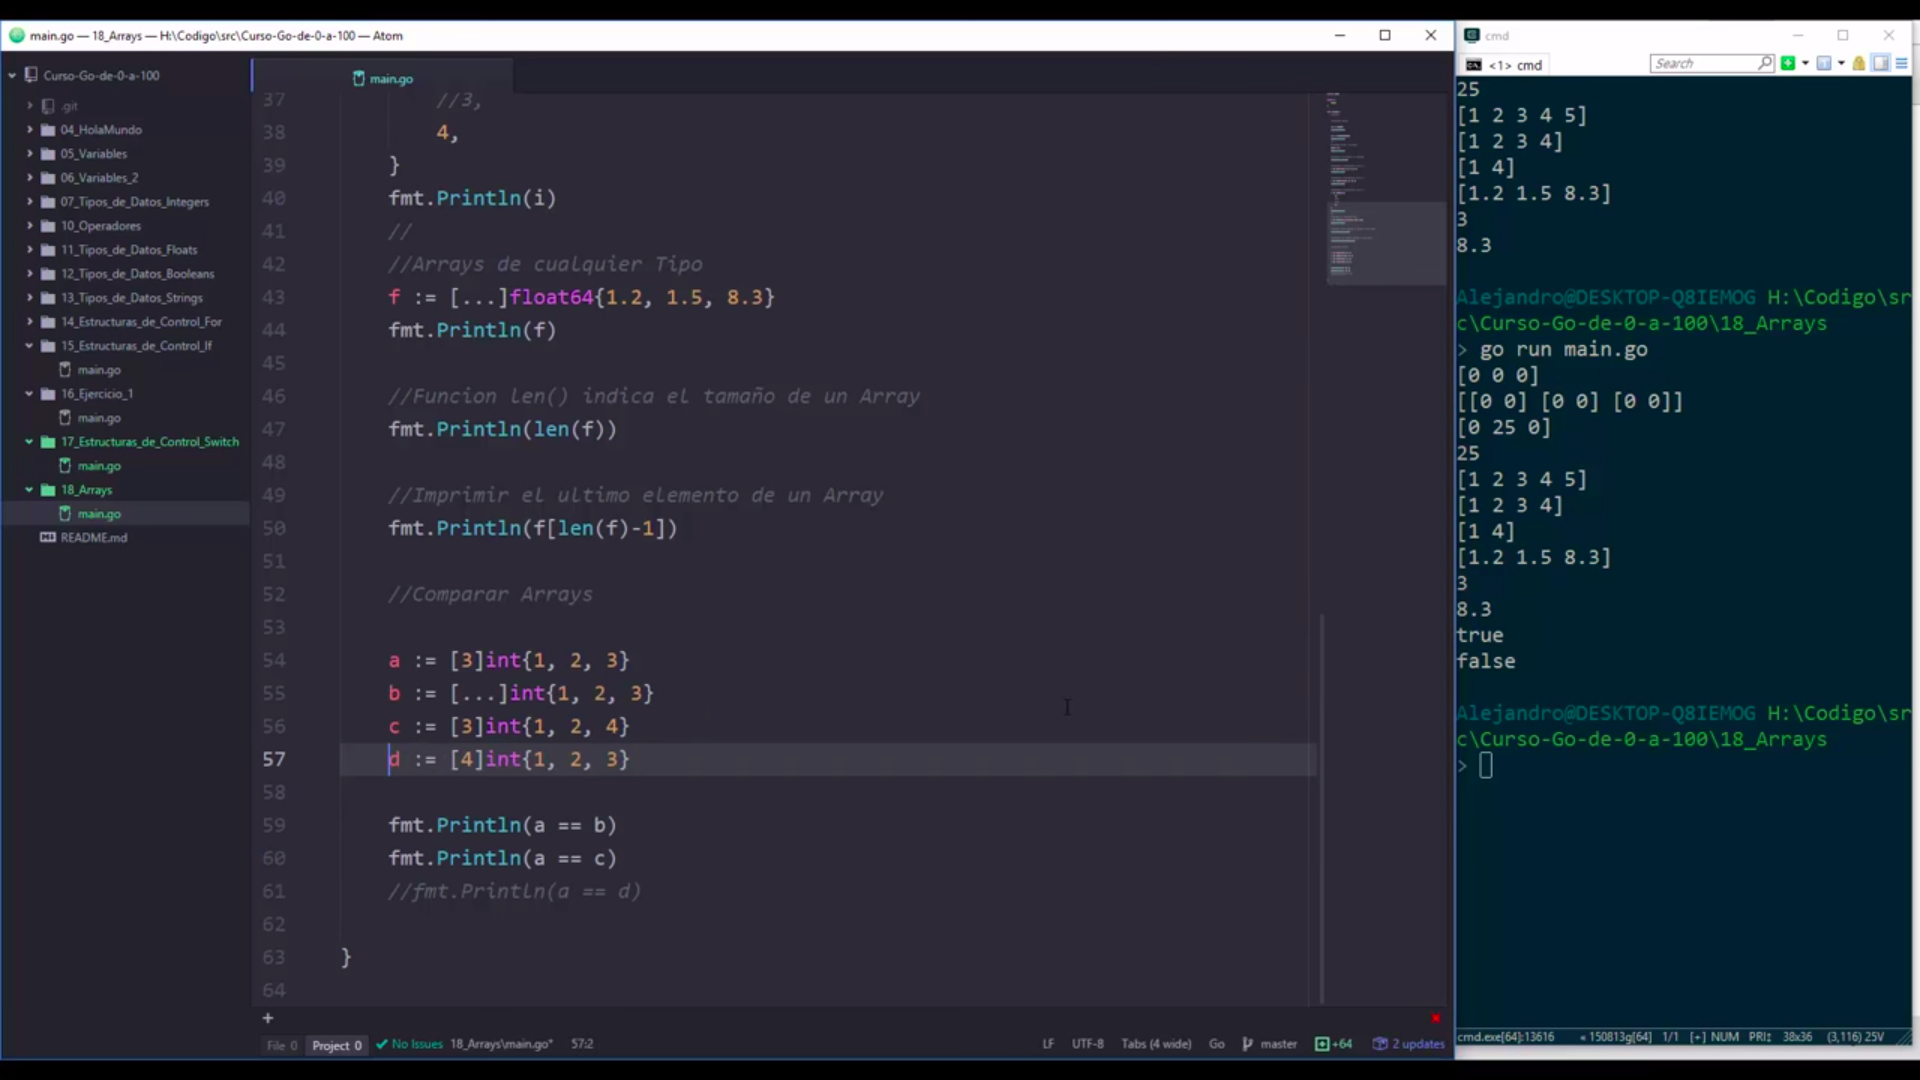 main.go — 18_Arrays — H:\Codigo\src\Curso-Go-de-0-a-100 — Atom
Curso-Go-de-0-a-100
.git
04_HolaMundo
05_Variables
06_Variables_2
07_Tipos_de_Datos_Integers
10_Operadores
11_Tipos_de_Datos_Floats
12_Tipos_de_Datos_Booleans
13_Tipos_de_Datos_Strings
14_Estructuras_de_Control_For
15_Estructuras_de_Control_If
main.go
16_Ejercicio_1
main.go
17_Estructuras_de_Control_Switch
main.go
18_Arrays
main.go
README.md
main.go
37 //3,
38 4,
39 }
40 fmt.Println(i)
41 //
42 //Arrays de cualquier Tipo
43 f := [...]float64{1.2, 1.5, 8.3}
44 fmt.Println(f)
45
46 //Funcion len() indica el tamaño de un Array
47 fmt.Println(len(f))
48
49 //Imprimir el ultimo elemento de un Array
50 fmt.Println(f[len(f)-1])
51
52 //Comparar Arrays
53
54 a := [3]int{1, 2, 3}
55 b := [...]int{1, 2, 3}
56 c := [3]int{1, 2, 4}
57 d := [4]int{1, 2, 3}
58
59 fmt.Println(a == b)
60 fmt.Println(a == c)
61 //fmt.Println(a == d)
62
63 }
64
+
File 0 Project 0 No Issues 18_Arrays\main.go* 57:2 LF UTF-8 Tabs (4 wide) Go master +64 2 updates
cmd
<1> cmd Search
25
[1 2 3 4 5]
[1 2 3 4]
[1 4]
[1.2 1.5 8.3]
3
8.3
Alejandro@DESKTOP-Q8IEMOG H:\Codigo\sr
c\Curso-Go-de-0-a-100\18_Arrays
> go run main.go
[0 0 0]
[[0 0] [0 0] [0 0]]
[0 25 0]
25
[1 2 3 4 5]
[1 2 3 4]
[1 4]
[1.2 1.5 8.3]
3
8.3
true
false
Alejandro@DESKTOP-Q8IEMOG H:\Codigo\sr
c\Curso-Go-de-0-a-100\18_Arrays
>
cmd.exe[64]:13616 « 150813g[64] 1/1 [+] NUM PRI↕ 38x36 (3,116) 25V